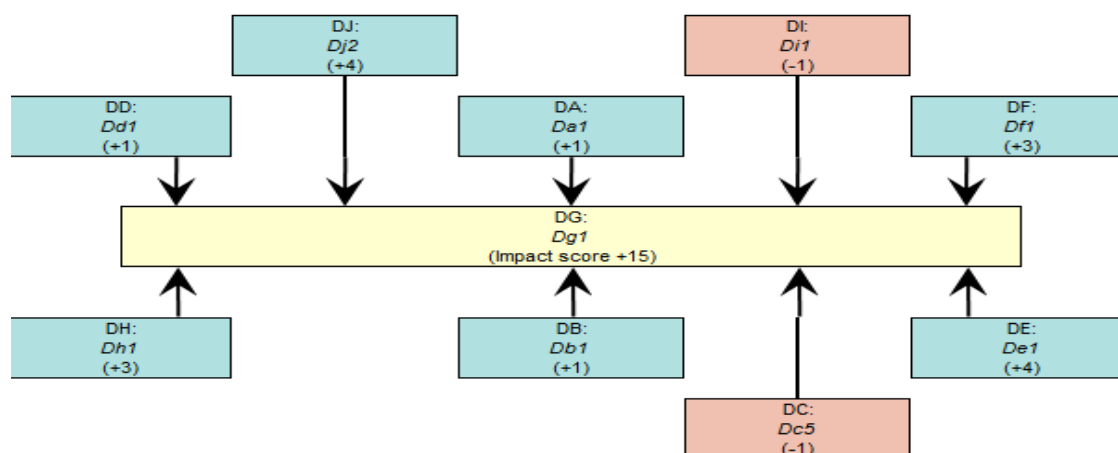 DJ:
Dj2
(+4)
DI:
Di1
(-1)
DD:
Dd1
(+1)
DA:
Da1
(+1)
DF:
Df1
(+3)
DG:
Dg1
(Impact score +15)
DH:
Dh1
(+3)
DB:
Db1
(+1)
DE:
De1
(+4)
DC:
Dc5
(-1)